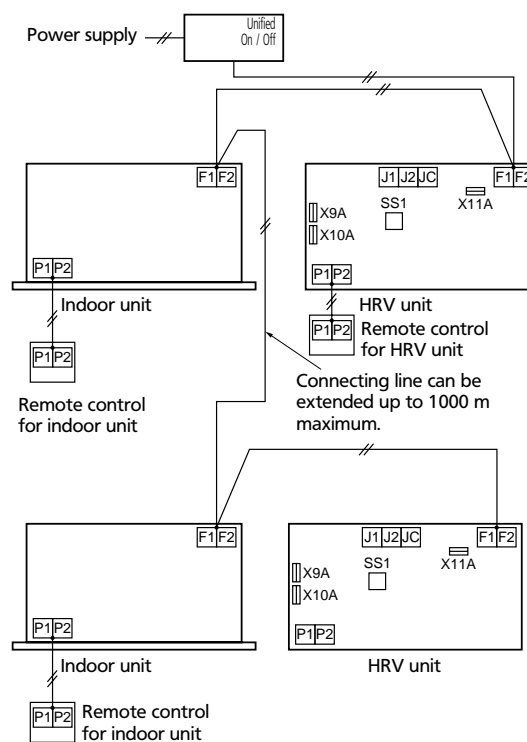 Unified
On / Off
Power supply
F1 F2
J1 J2 JC
F1 F2
SS1
X11A
X9A
X10A
P1 P2
P1 P2
Indoor unit
HRV unit
P1 P2
Remote control
for HRV unit
P1 P2
Remote control
for indoor unit
Connecting line can be
extended up to 1000 m
maximum.
F1 F2
J1 J2 JC
F1 F2
SS1
X11A
X9A
X10A
P1 P2
P1 P2
Indoor unit
HRV unit
P1 P2
Remote control
for indoor unit